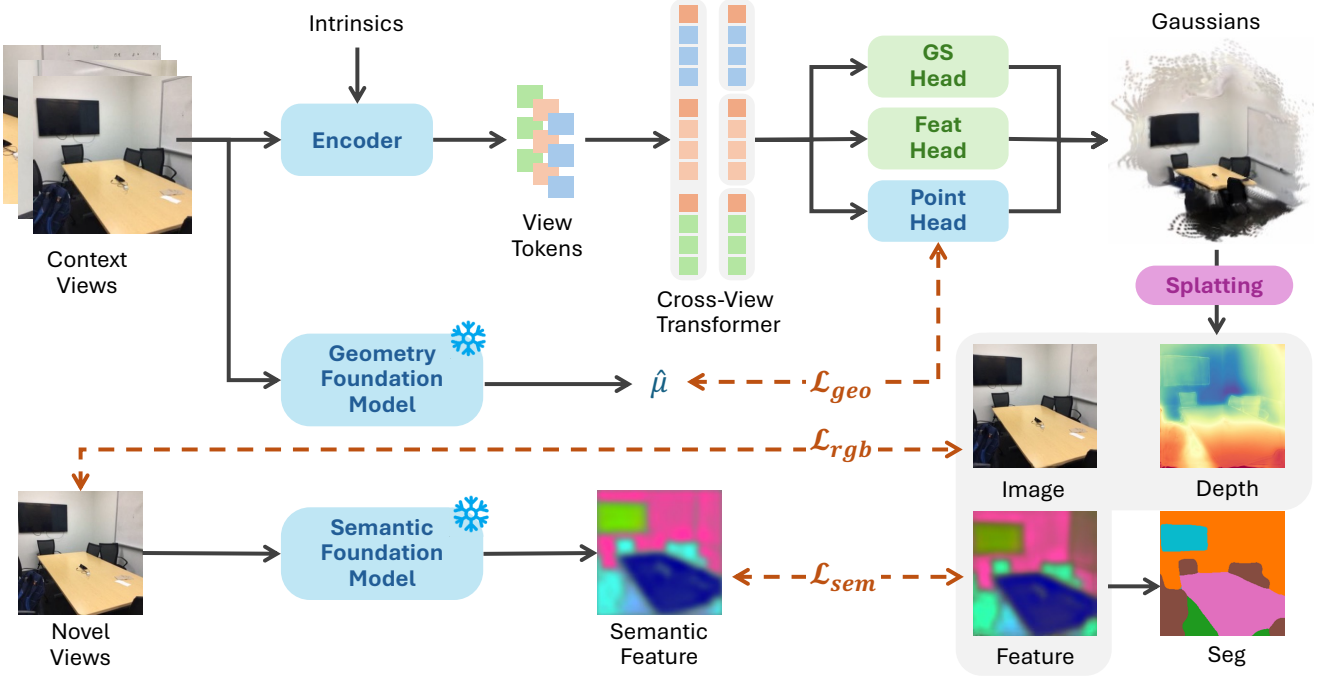 Intrinsics
Gaussians
Encoder
GS
Head
Feat
Head
Point
Head
View
Tokens
Context
Views
Cross-View
Transformer
Splatting
Geometry
Foundation
Model
μ̂
ℒgeo
ℒrgb
Image
Depth
Semantic
Foundation
Model
ℒsem
Novel
Views
Semantic
Feature
Feature
Seg